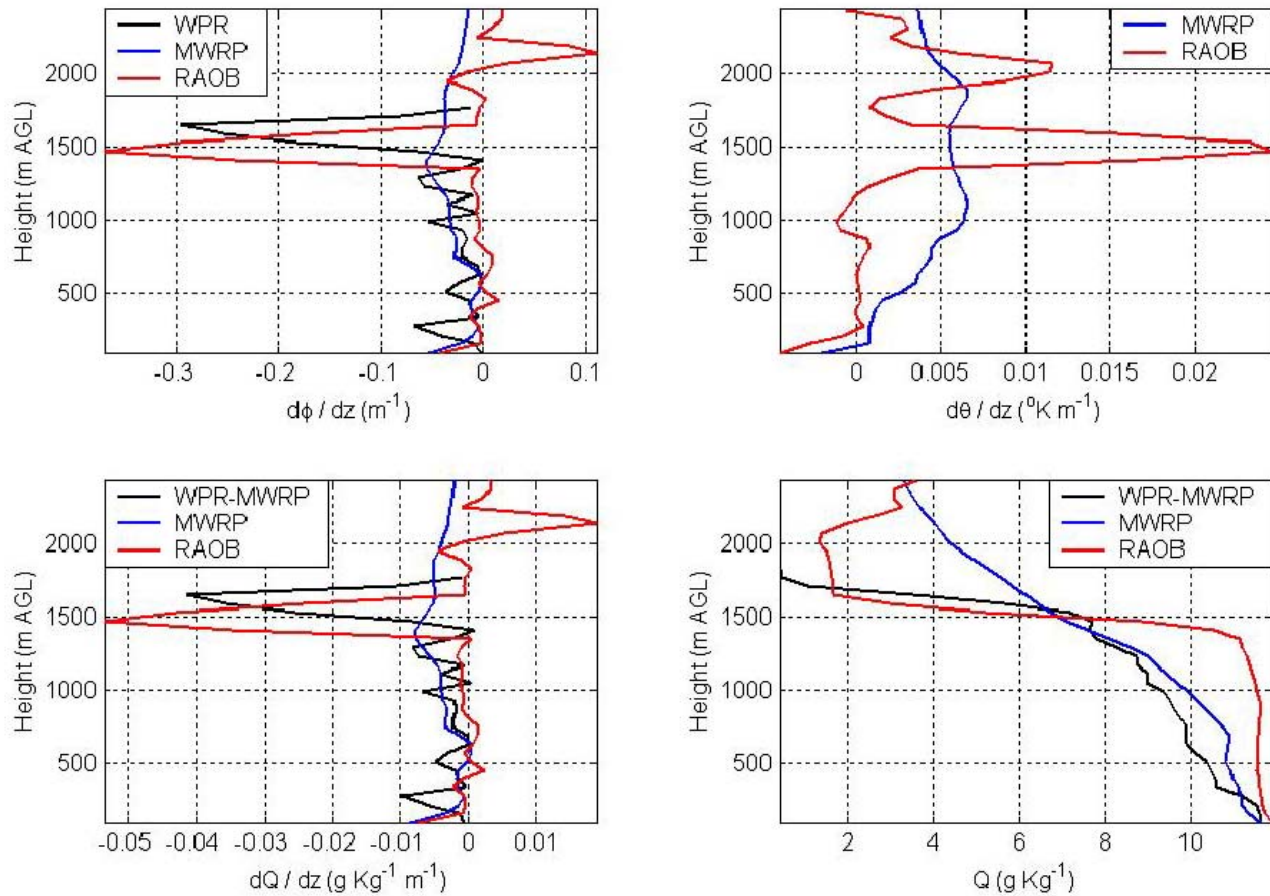 WPR
MWRP
RAOB
2000
1500
1000
500
Height (m AGL)
-0.3
-0.2
-0.1
0
0.1
dϕ / dz (m⁻¹)
MWRP
RAOB
2000
1500
1000
500
Height (m AGL)
0
0.005
0.01
0.015
0.02
dθ / dz (°K m⁻¹)
WPR-MWRP
MWRP
RAOB
2000
1500
1000
500
Height (m AGL)
-0.05
-0.04
-0.03
-0.02
-0.01
0
0.01
dQ / dz (g Kg⁻¹ m⁻¹)
WPR-MWRP
MWRP
RAOB
2000
1500
1000
500
Height (m AGL)
2
4
6
8
10
Q (g Kg⁻¹)